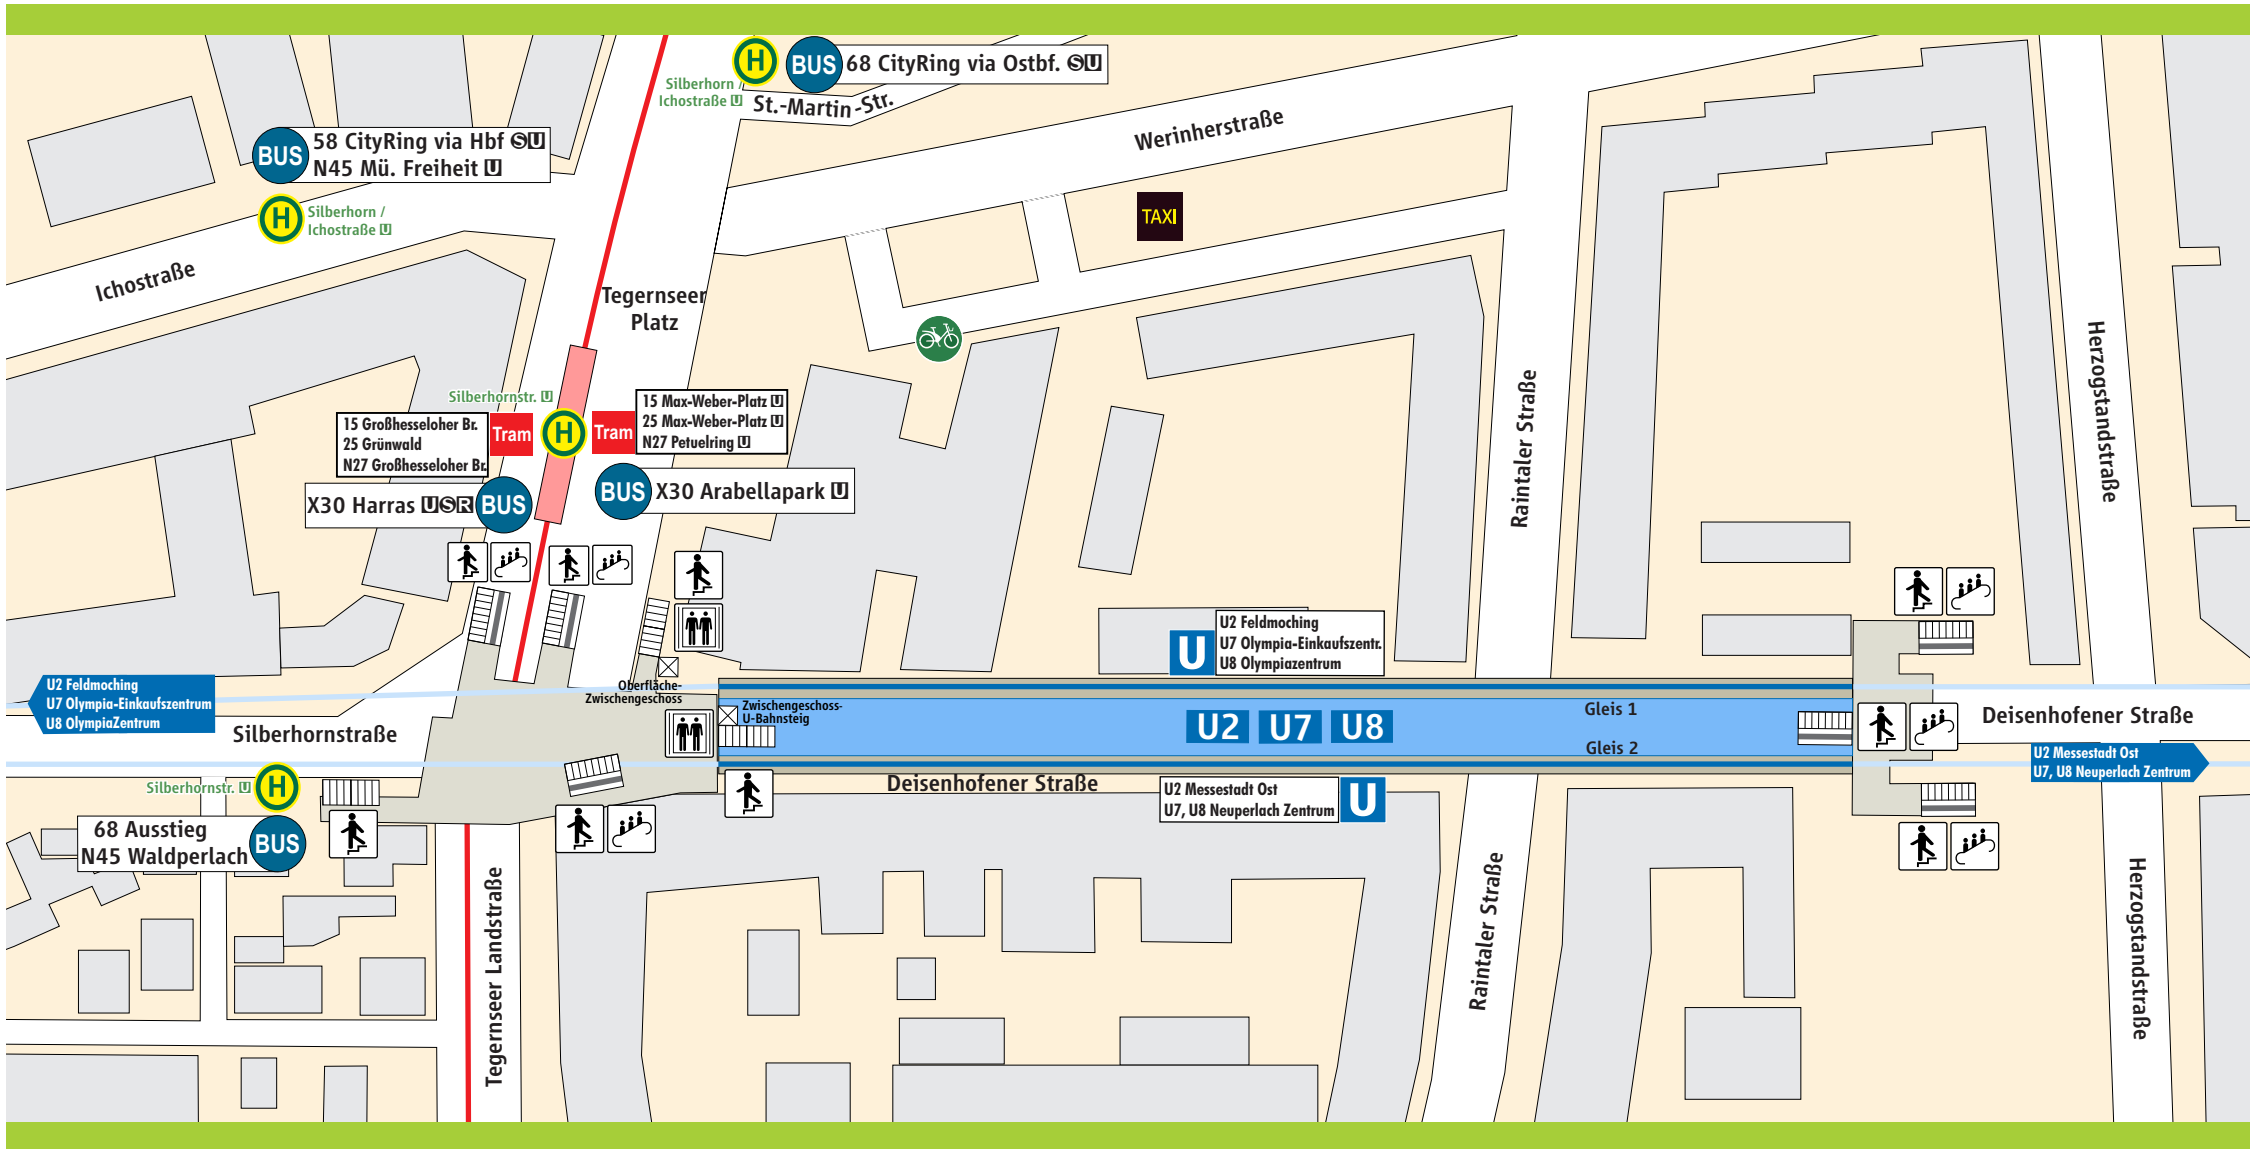 H
BUS
68 CityRing via Ostbf. S U
Silberhorn /
Ichostraße U
St.-Martin-Str.
Werinherstraße
BUS
58 CityRing via Hbf S U
N45 Mü. Freiheit U
H
Silberhorn /
Ichostraße U
TAXI
Ichostraße
Tegernseer
Platz
Herzogstandstraße
Raintaler Straße
Silberhornstr. U
15 Großhesseloher Br.
25 Grünwald
N27 Großhesseloher Br.
Tram
H
Tram
15 Max-Weber-Platz U
25 Max-Weber-Platz U
N27 Petuelring U
X30 Harras U S R
BUS
BUS
X30 Arabellapark U
U
U2 Feldmoching
U7 Olympia-Einkaufszentr.
U8 Olympiazentrum
U2 Feldmoching
U7 Olympia-Einkaufszentrum
U8 OlympiaZentrum
Oberfläche-
Zwischengeschoss
Zwischengeschoss-
U-Bahnsteig
U2
U7
U8
Gleis 1
Gleis 2
Deisenhofener Straße
Silberhornstraße
U2 Messestadt Ost
U7, U8 Neuperlach Zentrum
Silberhornstr. U
H
Deisenhofener Straße
U2 Messestadt Ost
U7, U8 Neuperlach Zentrum
U
68 Ausstieg
N45 Waldperlach
BUS
Tegernseer Landstraße
Raintaler Straße
Herzogstandstraße